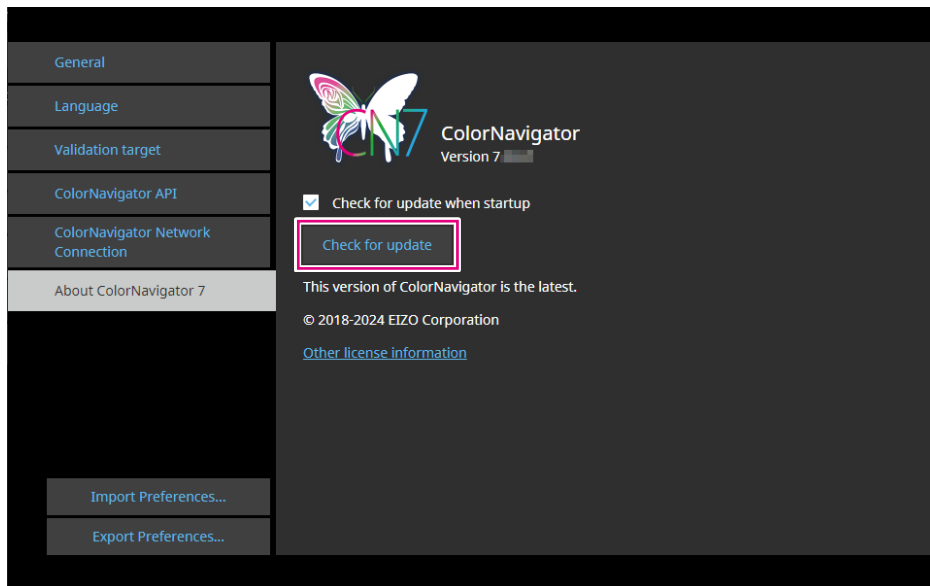 General
Language
Validation target
ColorNavigator API
ColorNavigator Network
Connection
About ColorNavigator 7
Import Preferences...
Export Preferences...
CN7
ColorNavigator
Version 7
Check for update when startup
Check for update
This version of ColorNavigator is the latest.
© 2018-2024 EIZO Corporation
Other license information